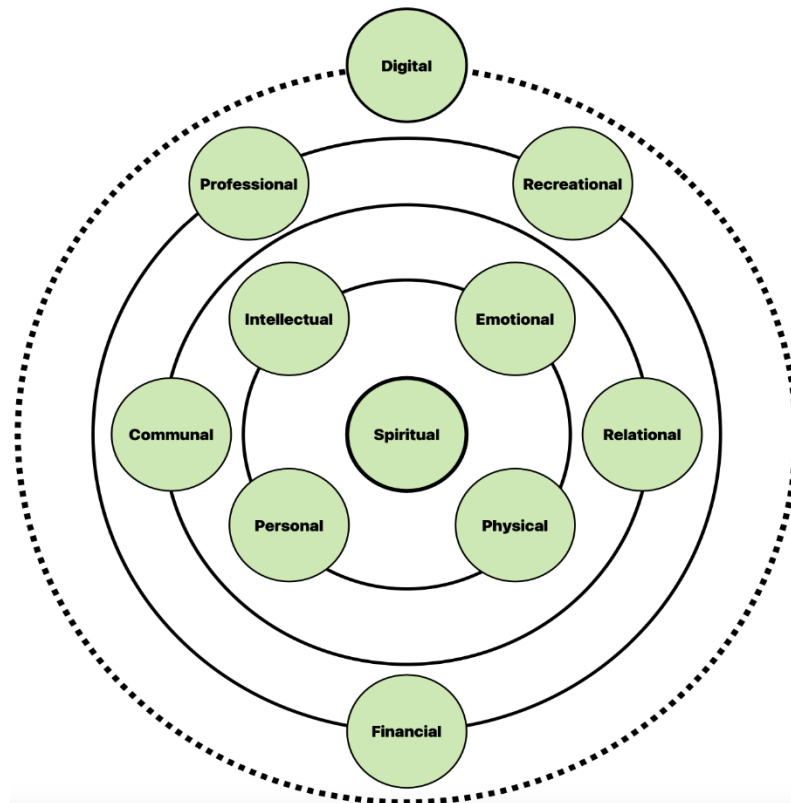 Digital
Professional
Recreational
Intellectual
Emotional
Communal
Spiritual
Relational
Personal
Physical
Financial